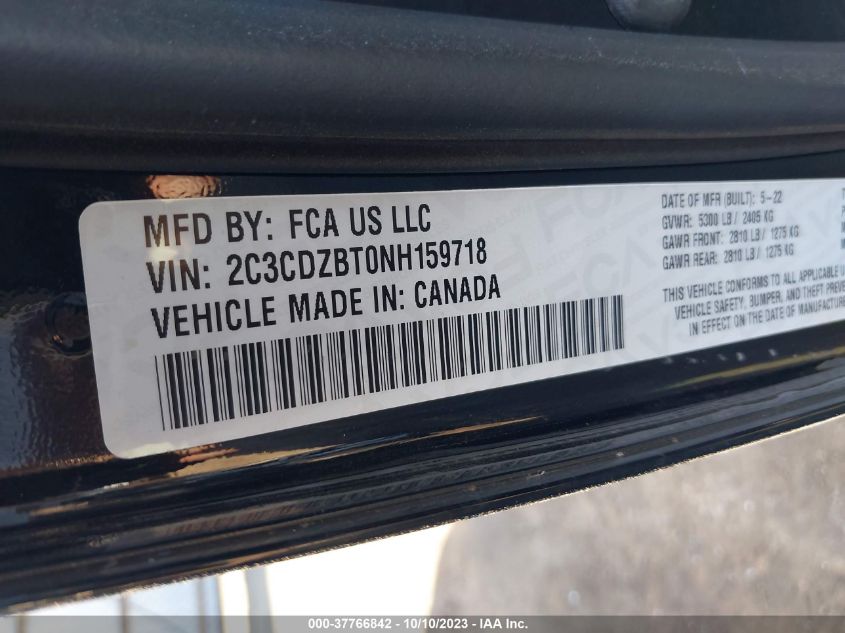 MFD BY: FCA US LLC
VIN: 2C3CDZBT0NH159718
VEHICLE MADE IN: CANADA
DATE OF MFR (BUILT): 5-22
GVWR: 5300 LB / 2405 KG
GAWR FRONT: 2810 LB / 1275 KG
GAWR REAR: 2810 LB / 1275 KG
THIS VEHICLE CONFORMS TO ALL
VEHICLE SAFETY, BUMPER, AND THEFT
IN EFFECT ON THE DATE OF
000-37766842 - 10/10/2023 - IAA Inc.